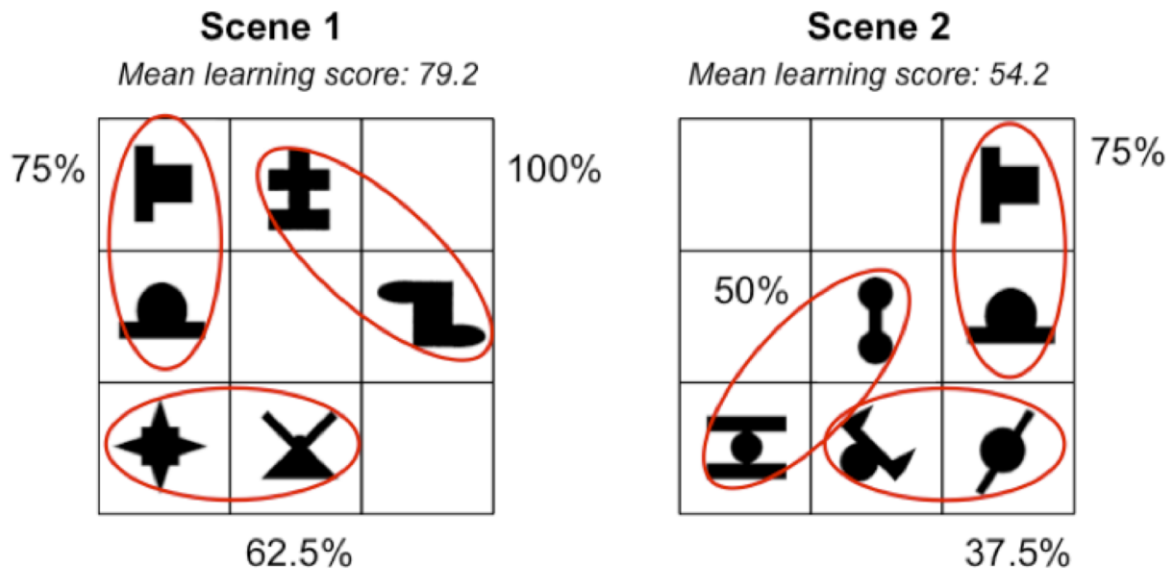 Scene 1
Mean learning score: 79.2
75%
100%
62.5%
Scene 2
Mean learning score: 54.2
75%
50%
37.5%